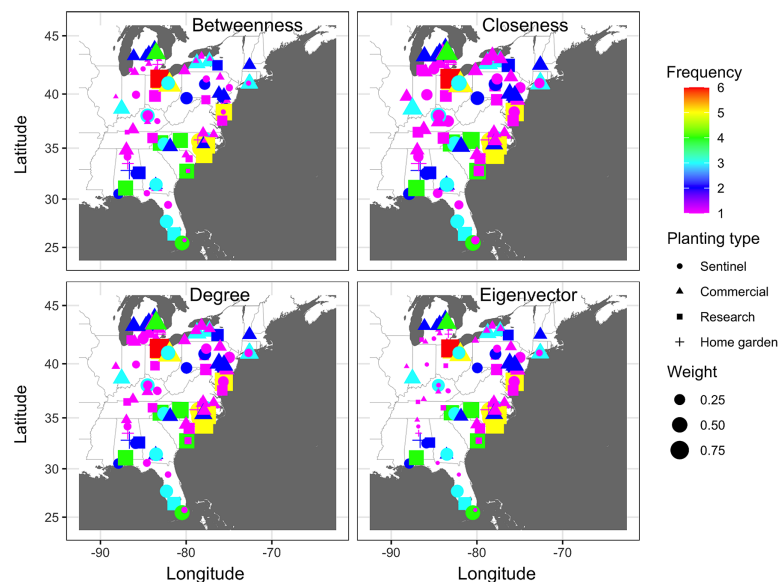 Betweenness
Closeness
45
40
35
30
25
Latitude
Degree
Eigenvector
45
40
35
30
25
Latitude
-90
-80
-70
-90
-80
-70
Longitude
Longitude
Frequency
6
5
4
3
2
1
Planting type
Sentinel
Commercial
Research
Home garden
Weight
0.25
0.50
0.75